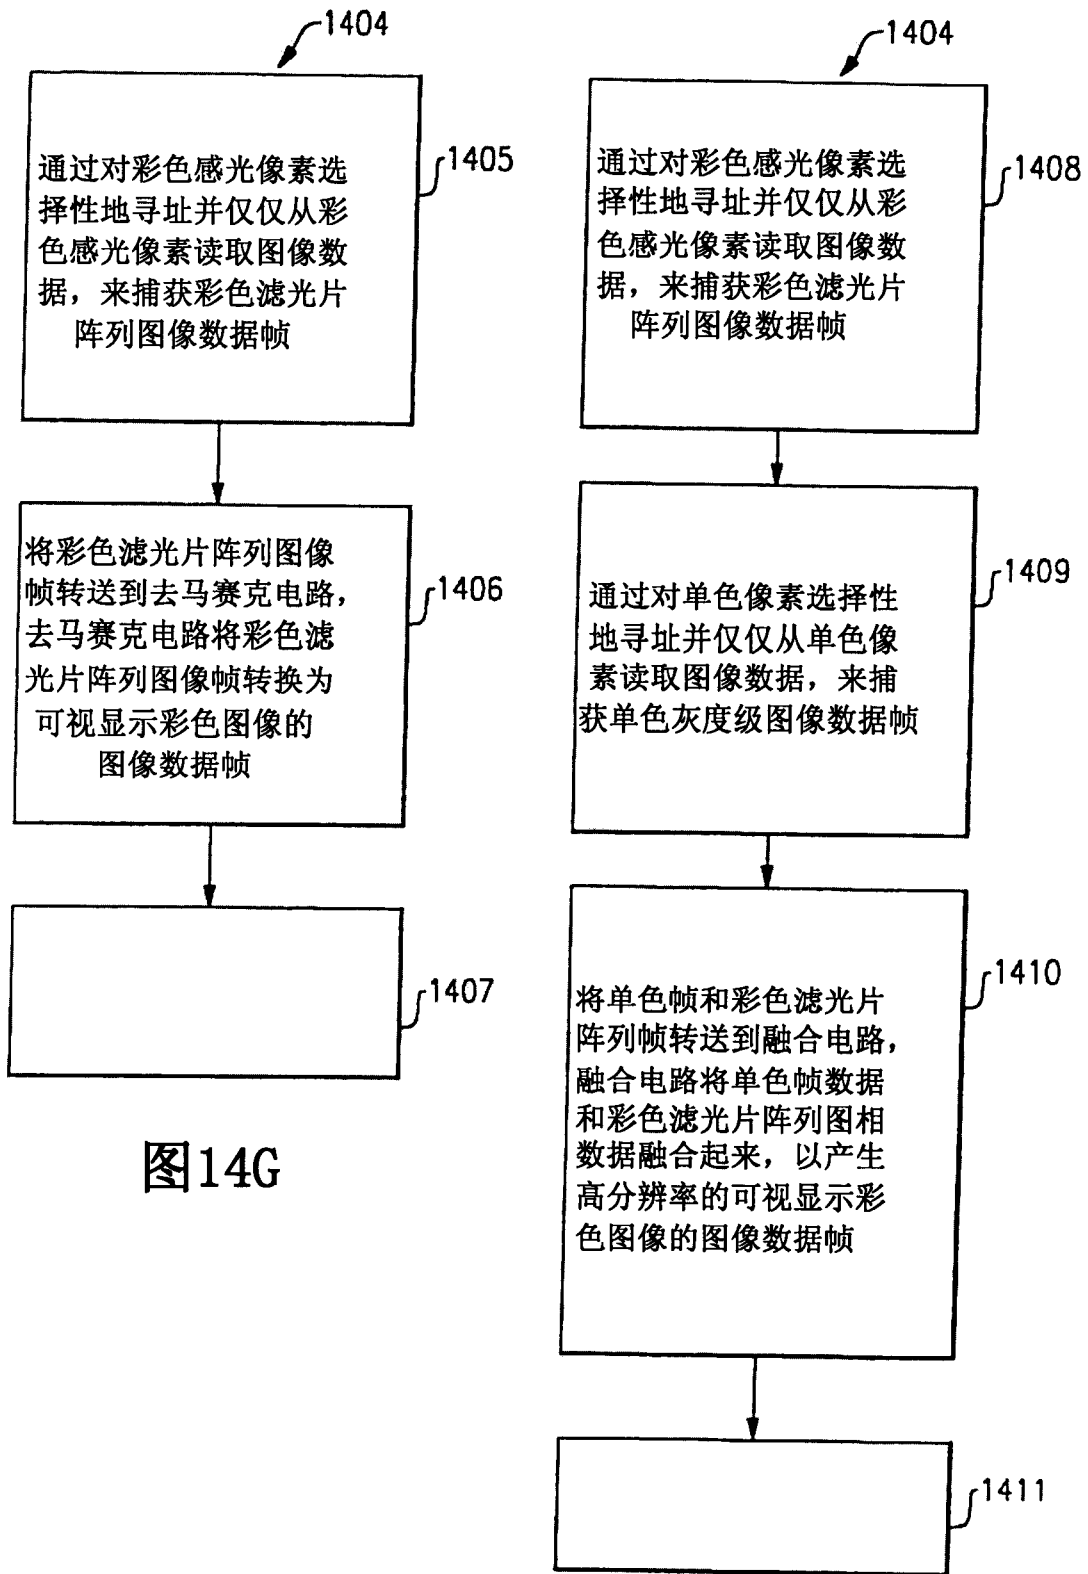 1404
通过对彩色感光像素选
择性地寻址并仅仅从彩
色感光像素读取图像数
据，来捕获彩色滤光片
阵列图像数据帧
1405
将彩色滤光片阵列图像
帧转送到去马赛克电路，
去马赛克电路将彩色滤
光片阵列图像帧转换为
可视显示彩色图像的
图像数据帧
1406
1407
图14G
1404
通过对彩色感光像素选
择性地寻址并仅仅从彩
色感光像素读取图像数
据，来捕获彩色滤光片
阵列图像数据帧
1408
通过对单色像素选择性
地寻址并仅仅从单色像
素读取图像数据，来捕
获单色灰度级图像数据帧
1409
将单色帧和彩色滤光片
阵列帧转送到融合电路，
融合电路将单色帧数据
和彩色滤光片阵列图相
数据融合起来，以产生
高分辨率的可视显示彩
色图像的图像数据帧
1410
1411